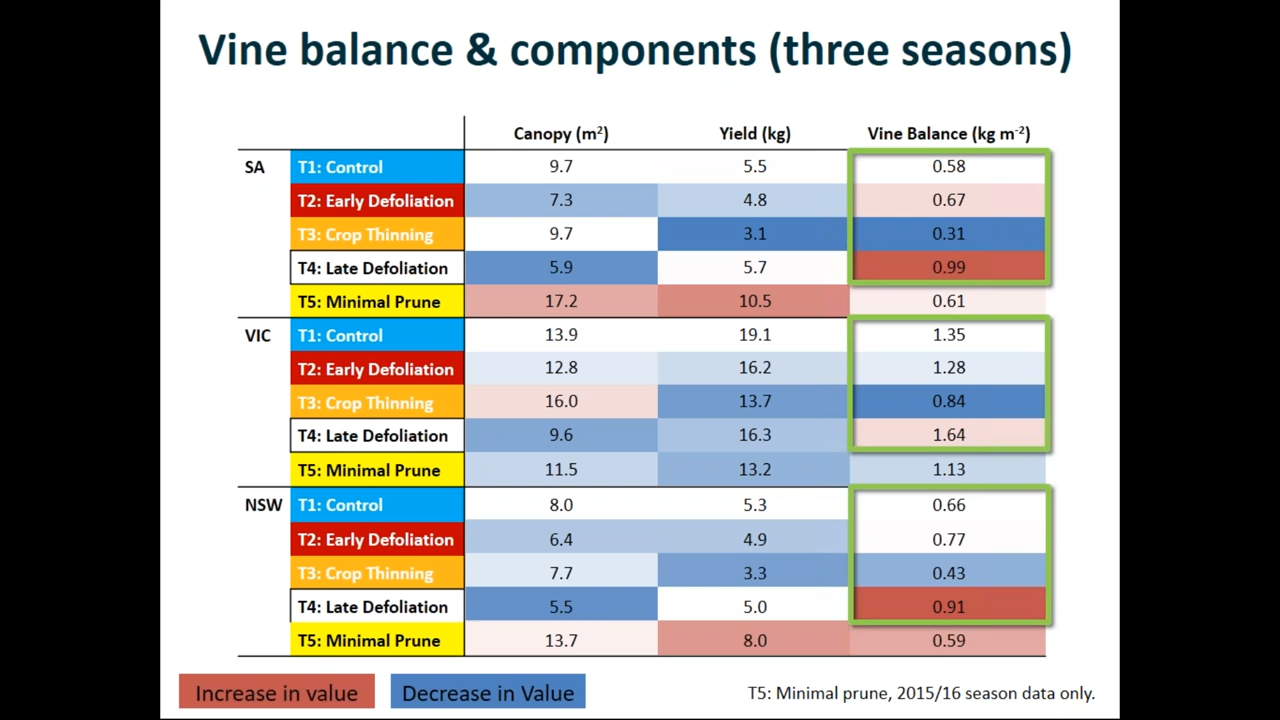 Vine balance & components (three seasons)
Canopy (m²) Yield (kg) Vine Balance (kg m⁻²)
SA T1: Control 9.7 5.5 0.58
T2: Early Defoliation 7.3 4.8 0.67
T3: Crop Thinning 9.7 3.1 0.31
T4: Late Defoliation 5.9 5.7 0.99
T5: Minimal Prune 17.2 10.5 0.61
VIC T1: Control 13.9 19.1 1.35
T2: Early Defoliation 12.8 16.2 1.28
T3: Crop Thinning 16.0 13.7 0.84
T4: Late Defoliation 9.6 16.3 1.64
T5: Minimal Prune 11.5 13.2 1.13
NSW T1: Control 8.0 5.3 0.66
T2: Early Defoliation 6.4 4.9 0.77
T3: Crop Thinning 7.7 3.3 0.43
T4: Late Defoliation 5.5 5.0 0.91
T5: Minimal Prune 13.7 8.0 0.59
Increase in value Decrease in Value T5: Minimal prune, 2015/16 season data only.